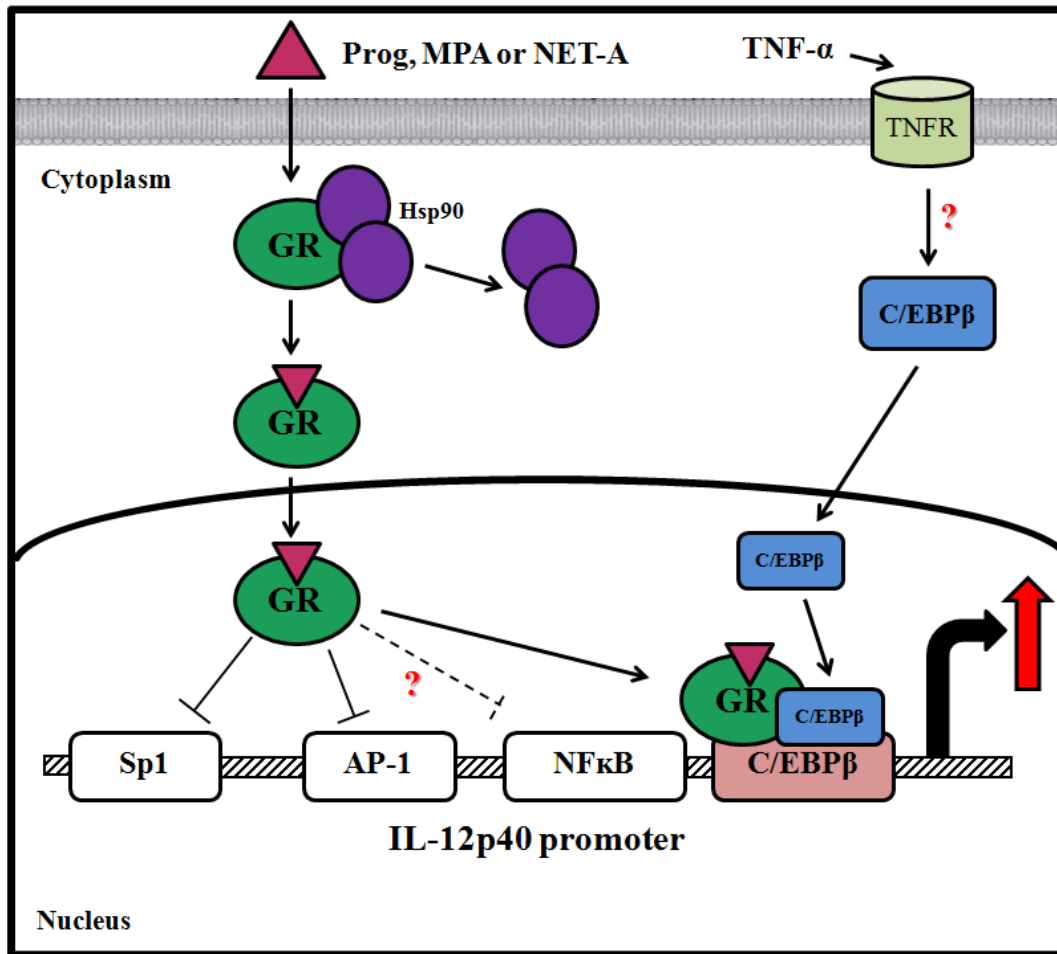 Prog, MPA or NET-A
TNF-α
TNFR
Cytoplasm
Hsp90
GR
?
C/EBPβ
GR
C/EBPβ
GR
?
GR
C/EBPβ
Sp1
AP-1
NFκB
C/EBPβ
IL-12p40 promoter
Nucleus